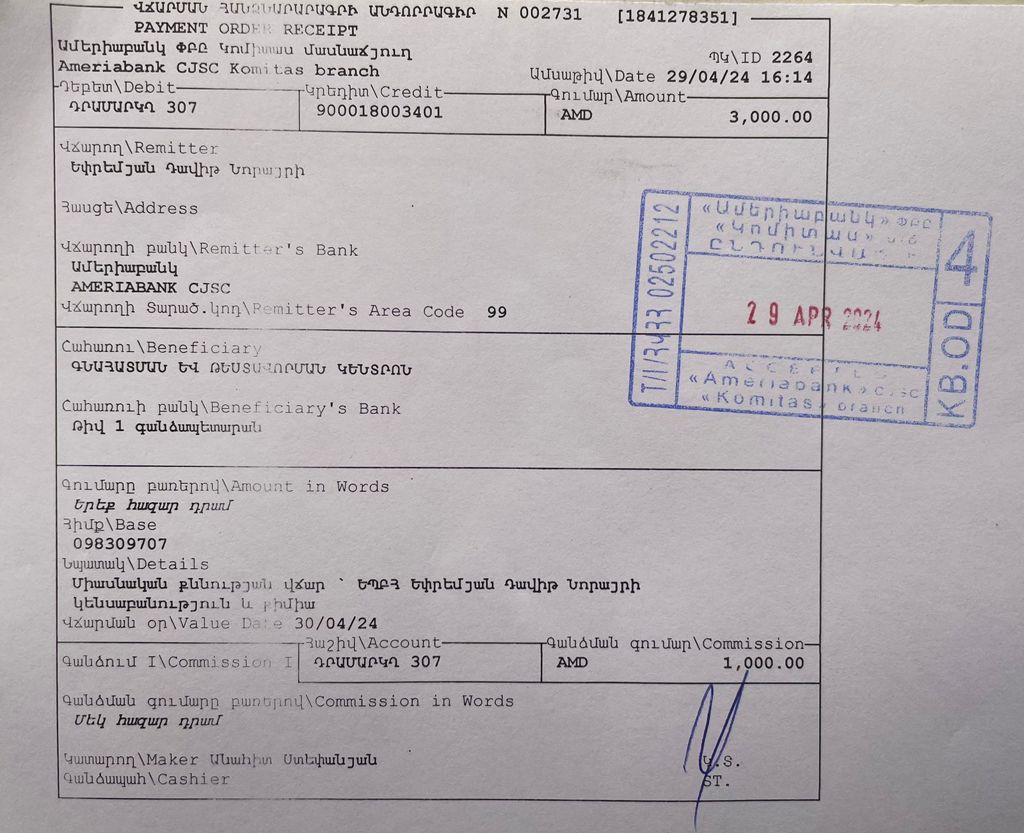 ՎՃԱՐՄԱՆ ՀԱՆՁՆԱՐԱՐԱԳՐԻ ԱՆԴՈՐՐԱԳԻՐ N 002731 [1841278351]
PAYMENT ORDER RECEIPT
Ամերիաբանկ ՓԲԸ Կոմիտաս մասնաճյուղ
ՊԿ\ID 2264
Ameriabank CJSC Komitas branch
Ամսաթիվ\Date 29/04/24 16:14
Դեբետ\Debit Կրեդիտ\Credit Գումար\Amount
ԴՐԱՄԱՐԿՂ 307 900018003401 AMD 3,000.00
Վճարող\Remitter
Եփրեմյան Դավիթ Նորայրի
Հասցե\Address
Վճարողի բանկ\Remitter's Bank
Ամերիաբանկ
AMERIABANK CJSC
Վճարողի Տարած.կոդ\Remitter's Area Code 99
Շահառու\Beneficiary
ԳՆԱՀԱՏՄԱՆ ԵՎ ԹԵՍՏԱՎՈՐՄԱՆ ԿԵՆՏՐՈՆ
Շահառուի բանկ\Beneficiary's Bank
Թիվ 1 գանձապետարան
Գումարը բառերով\Amount in Words
Երեք հազար դրամ
Հիմք\Base
098309707
Նպատակ\Details
Միասնական քննության վճար ՝ ԵՊԲՀ Եփրեմյան Դավիթ Նորայրի
կենսաբանություն և քիմիա
Վճարման օր\Value Date 30/04/24
Հաշիվ\Account Գանձման գումար\Commission
Գանձում I\Commission I ԴՐԱՄԱՐԿՂ 307 AMD 1,000.00
Գանձման գումարը բառերով\Commission in Words
Մեկ հազար դրամ
Կատարող\Maker Անահիտ Ստեփանյան
Կ.Տ.
Գանձապահ\Cashier
ST.
Տ/Ի/ՀՎՀՀ 02502212
«Ամերիաբանկ» ՓԲԸ
«Կոմիտաս» մ/ճ
ԸՆԴՈՒՆՎԱԾ Է
29 APR 2024
ACCEPTED
«Ameriabank» CJSC
«Komitas» branch
4
KB.OD